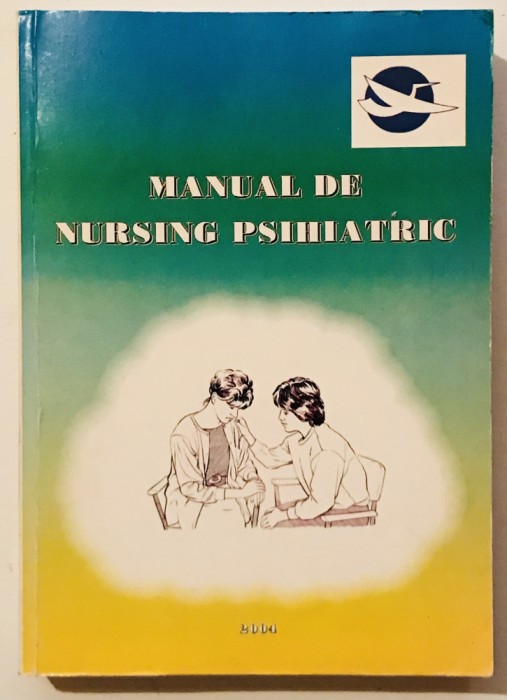 MANUAL DE
NURSING PSIHIATRIC
2004